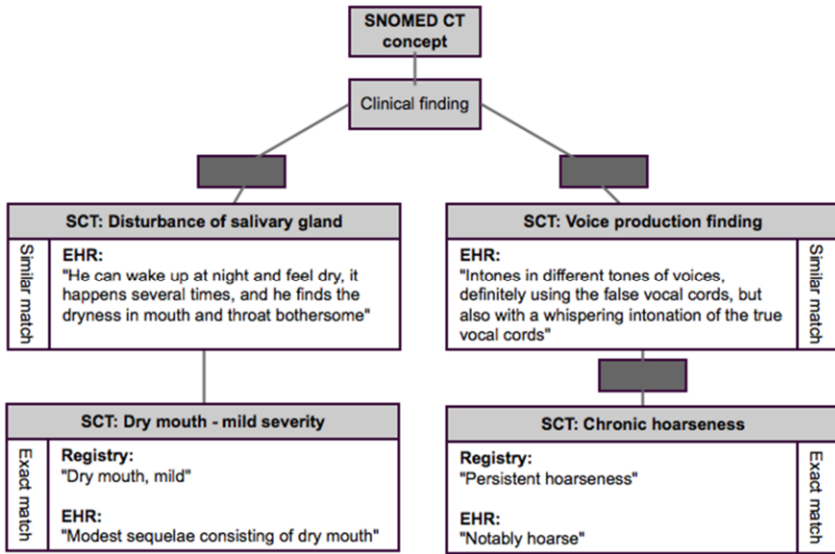 SNOMED CT
concept
Clinical finding
SCT: Disturbance of salivary gland
Similar match
EHR:
"He can wake up at night and feel dry, it
happens several times, and he finds the
dryness in mouth and throat bothersome"
SCT: Voice production finding
EHR:
"Intones in different tones of voices,
definitely using the false vocal cords, but
also with a whispering intonation of the true
vocal cords"
Similar match
SCT: Dry mouth - mild severity
Exact match
Registry:
"Dry mouth, mild"
EHR:
"Modest sequelae consisting of dry mouth"
SCT: Chronic hoarseness
Registry:
"Persistent hoarseness"
EHR:
"Notably hoarse"
Exact match